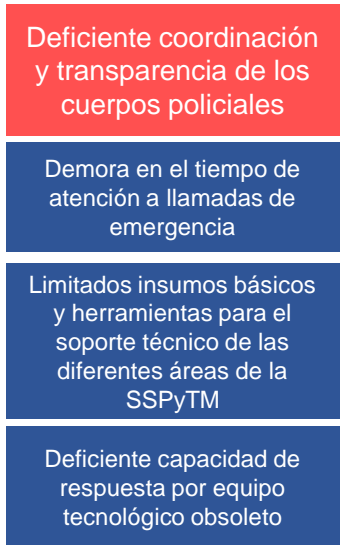 Deficiente coordinación
y transparencia de los
cuerpos policiales
Demora en el tiempo de
atención a llamadas de
emergencia
Limitados insumos básicos
y herramientas para el
soporte técnico de las
diferentes áreas de la
SSPyTM
Deficiente capacidad de
respuesta por equipo
tecnológico obsoleto